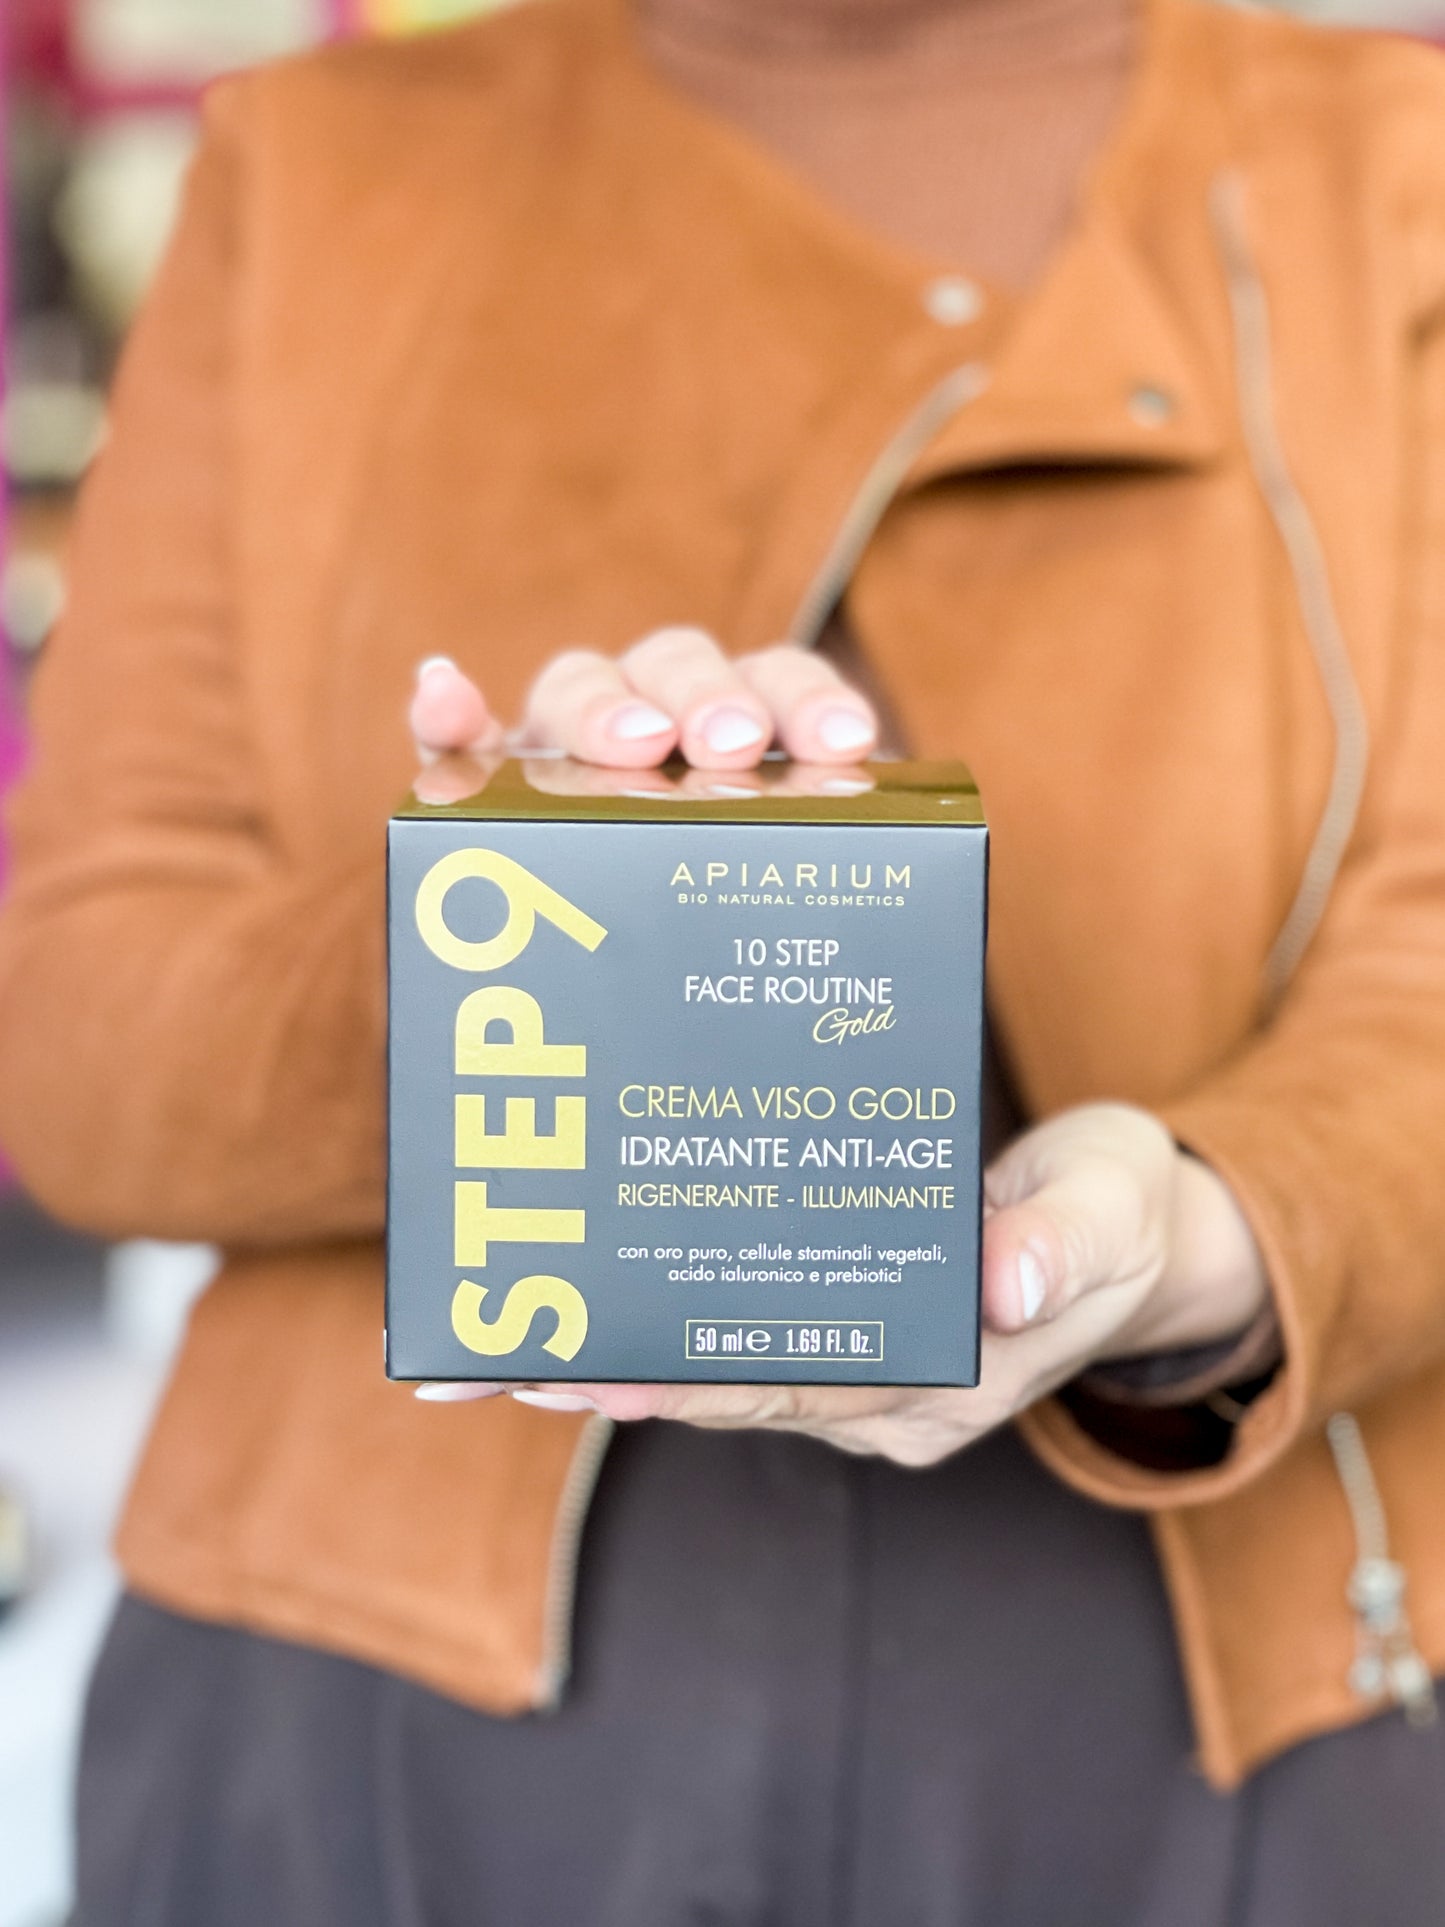 STEP9
APIARIUM
BIO NATURAL COSMETICS
10 STEP
FACE ROUTINE
Gold
CREMA VISO GOLD
IDRATANTE ANTI-AGE
RIGENERANTE - ILLUMINANTE
con oro puro, cellule staminali vegetali,
acido ialuronico e prebiotici
50 ml ℮ 1.69 Fl. Oz.